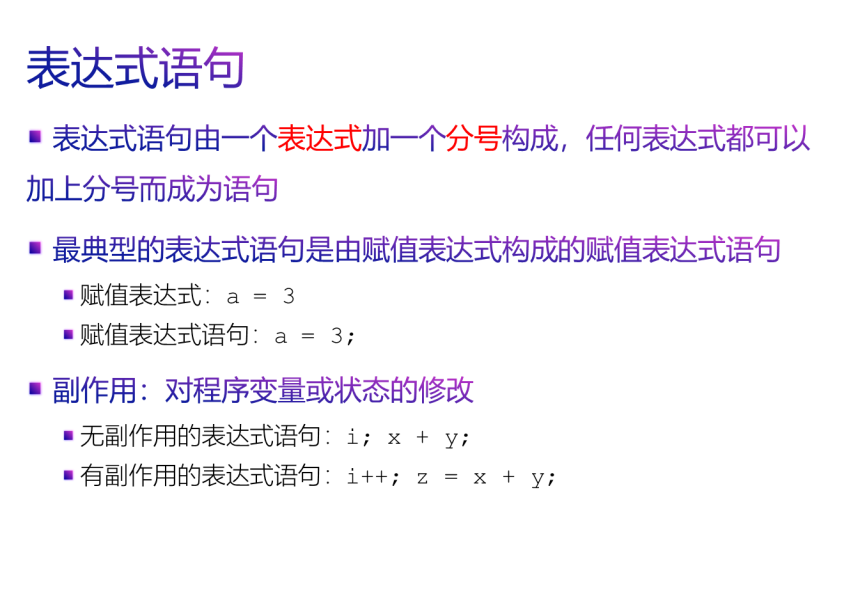 表达式语句
表达式语句由一个表达式加一个分号构成，任何表达式都可以
加上分号而成为语句
最典型的表达式语句是由赋值表达式构成的赋值表达式语句
赋值表达式：a = 3
赋值表达式语句：a = 3;
副作用：对程序变量或状态的修改
无副作用的表达式语句：i; x + y;
有副作用的表达式语句：i++; z = x + y;